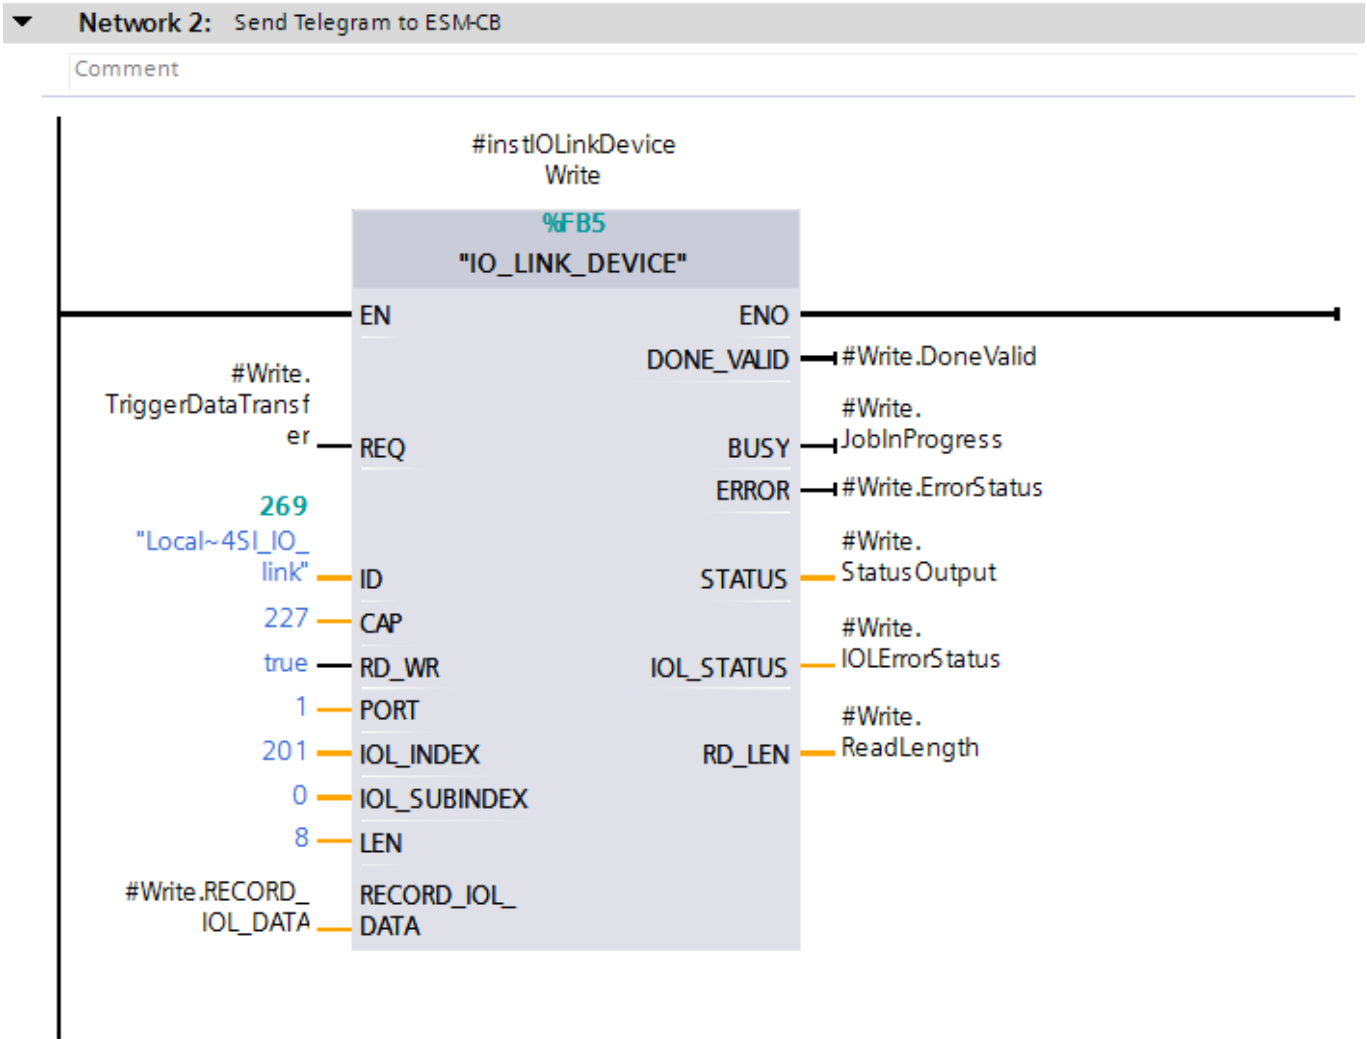 Network 2: Send Telegram to ESM-CB
Comment
#instIOLinkDevice
Write
%FB5
"IO_LINK_DEVICE"
EN
ENO
DONE_VALID
#Write.DoneValid
#Write.
TriggerDataTransf
er
REQ
#Write.
JobInProgress
BUSY
ERROR
#Write.ErrorStatus
269
"Local~4SI_IO_
link"
ID
#Write.
StatusOutput
STATUS
227
CAP
true
RD_WR
#Write.
IOLErrorStatus
IOL_STATUS
1
PORT
201
IOL_INDEX
#Write.
ReadLength
RD_LEN
0
IOL_SUBINDEX
8
LEN
#Write.RECORD_
IOL_DATA
RECORD_IOL_
DATA